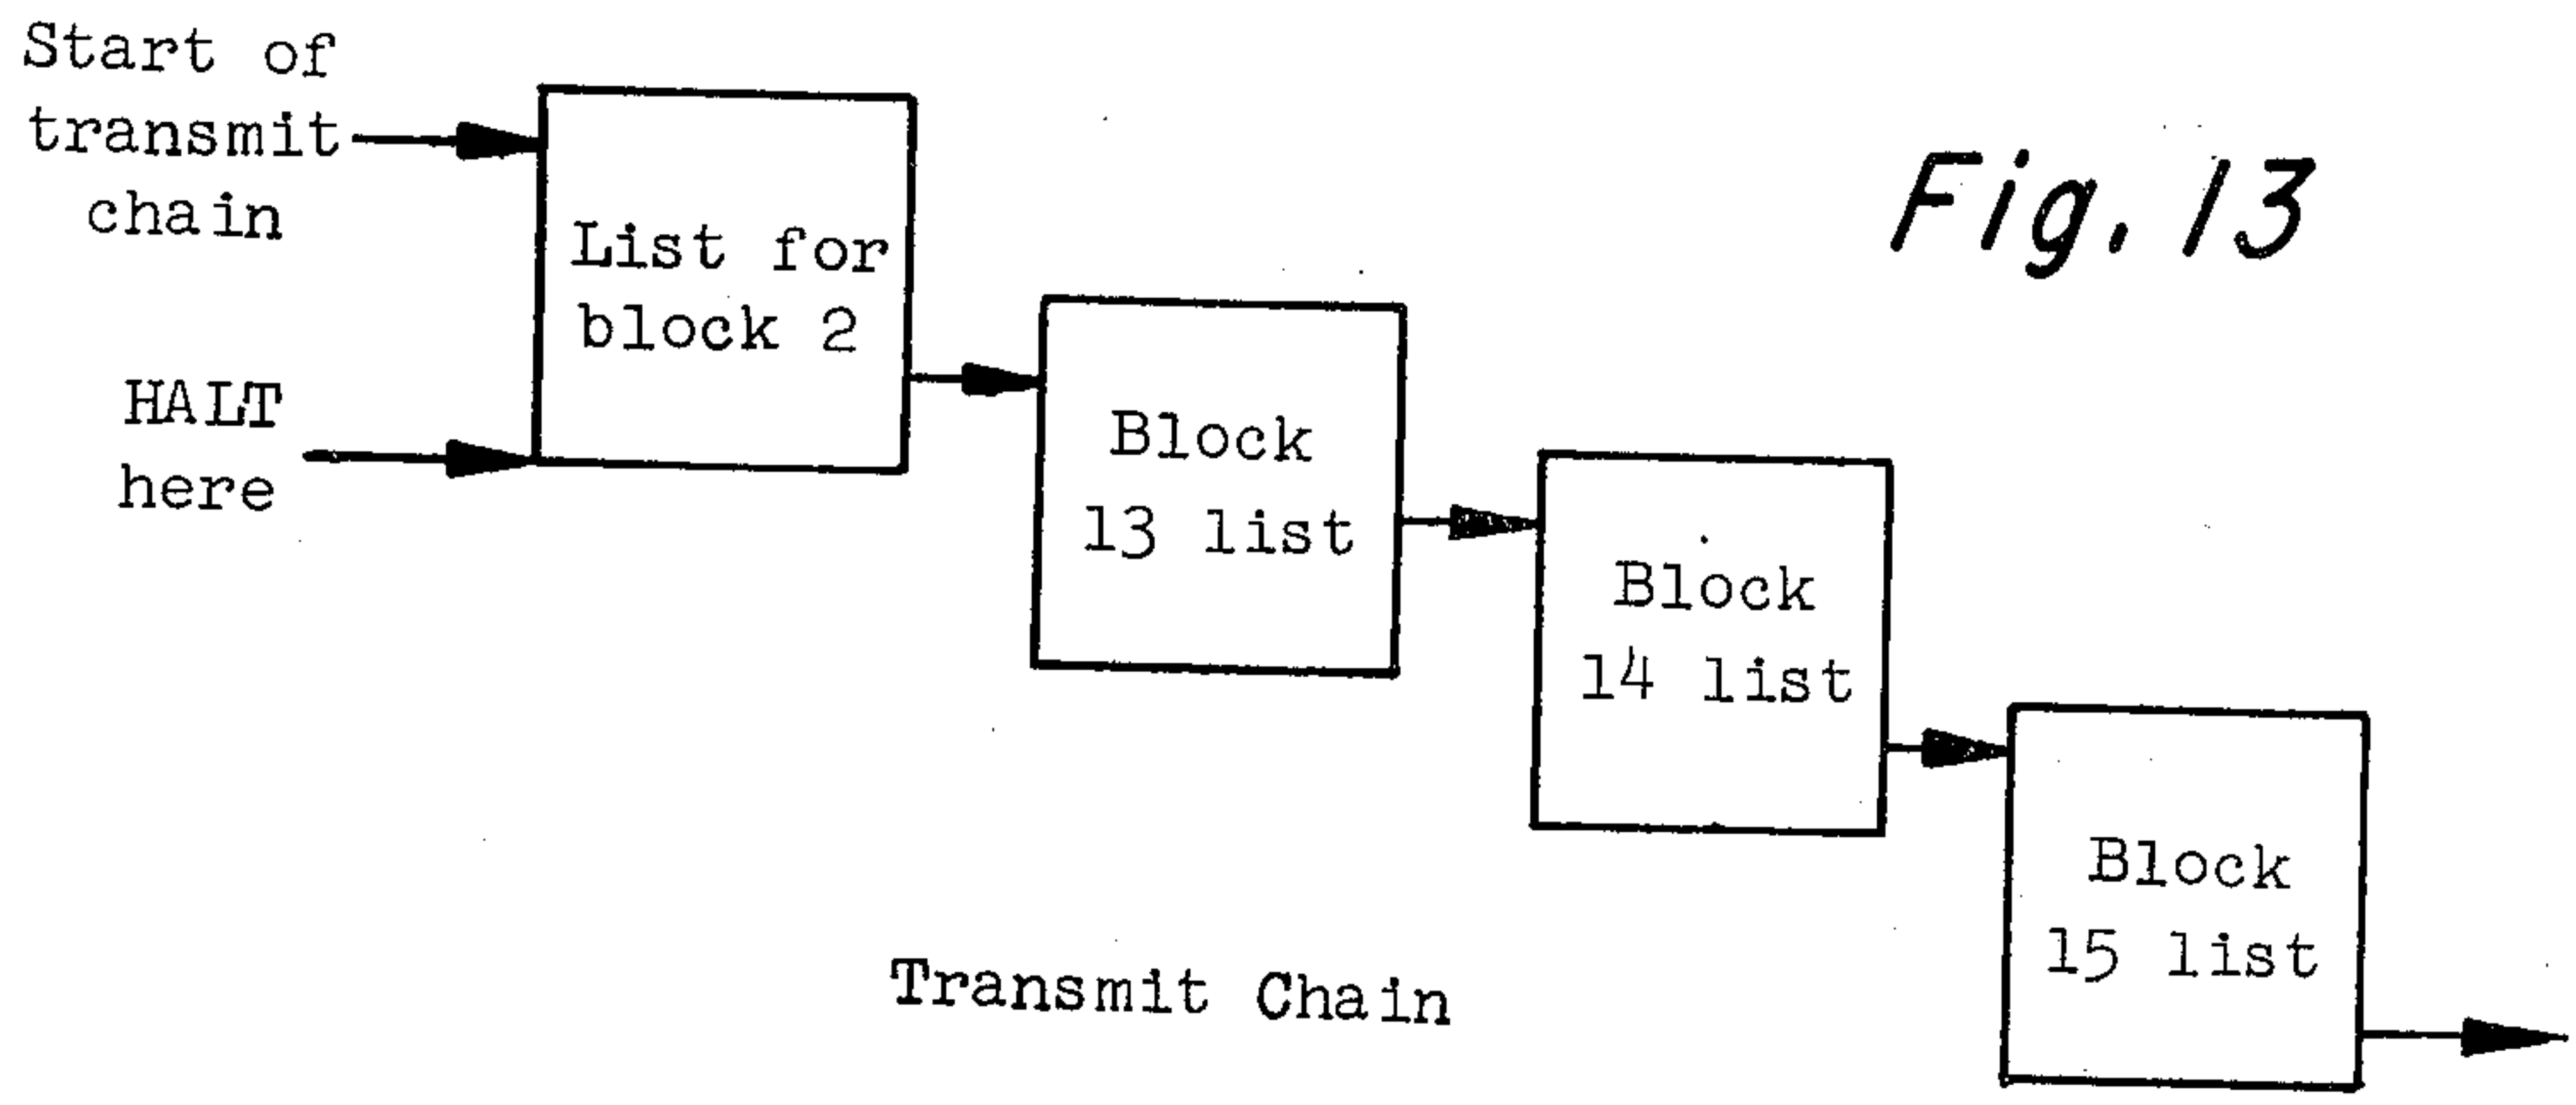 Start of
transmit
chain
HALT
here
List for
block 2
Fig. 13
Block
13 list
Block
14 list
Block
15 list
Transmit Chain